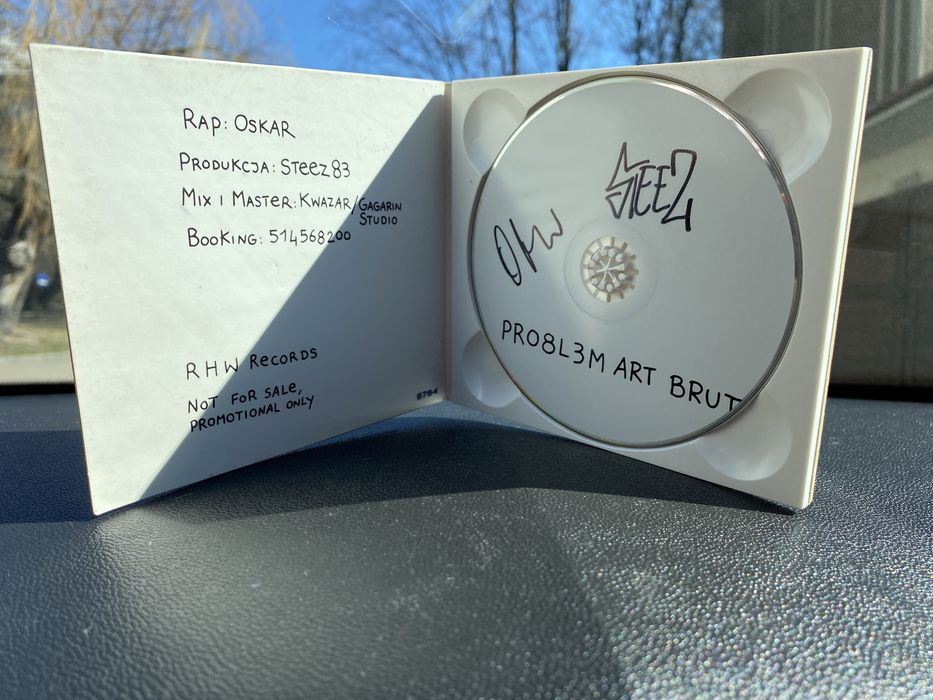 RAP: OSKAR
PRODUKCJA: STEEZ83
MIX I MASTER: KWAZAR/GAGARIN STUDIO
BOOKING: 514568200
RHW RECORDS
NOT FOR SALE,
PROMOTIONAL ONLY
STEEZ
PRO8L3M ART BRUT